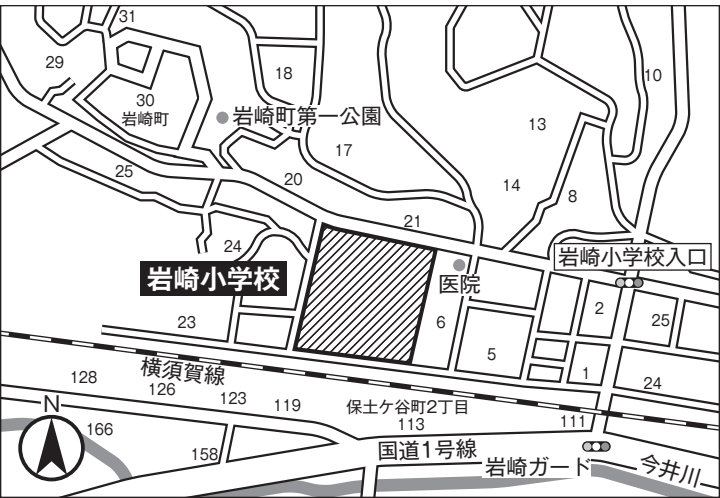 31
29
18
10
30
岩崎町
岩崎町第一公園
13
17
25
20
14
8
21
24
岩崎小学校入口
岩崎小学校
医院
2
23
6
25
5
1
横須賀線
128
126
24
123
119
保土ケ谷町2丁目
N
166
113
111
158
国道1号線
岩崎ガード
今井川